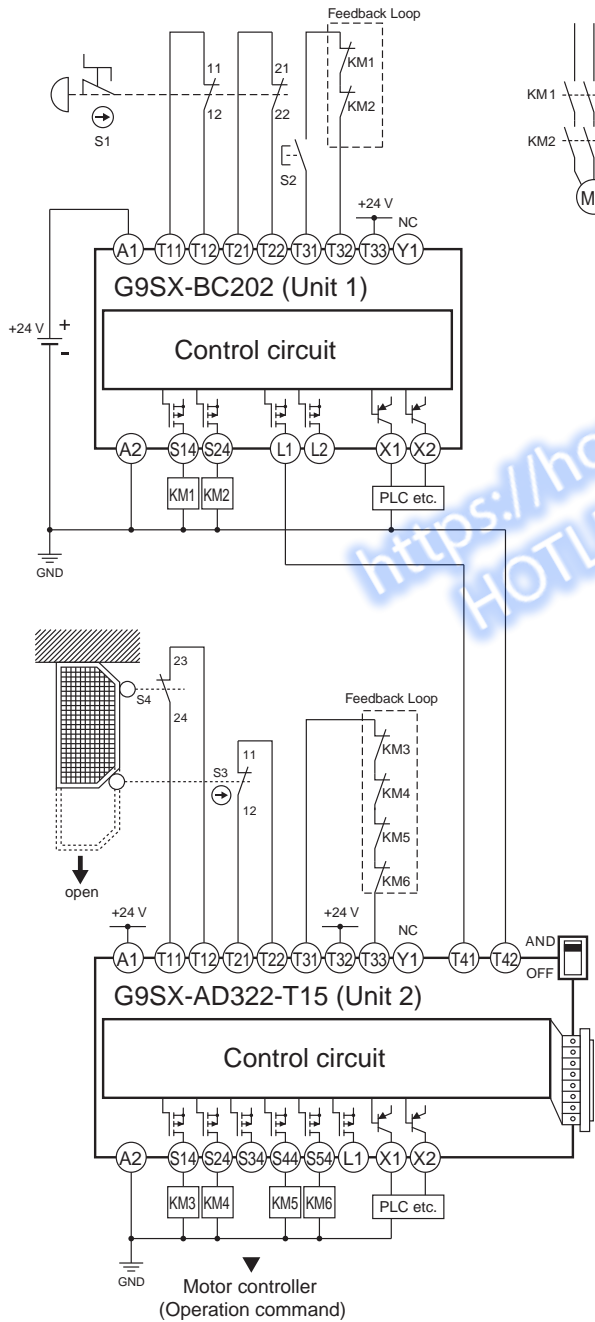 Feedback Loop
KM1
KM2
11
12
21
22
S1
S2
KM1
KM2
M
+24 V
NC
A1 T11 T12 T21 T22 T31 T32 T33 Y1
G9SX-BC202 (Unit 1)
+24 V
+
-
Control circuit
A2 S14 S24 L1 L2 X1 X2
KM1 KM2
PLC etc.
GND
https://ho
HOTL
23
24
S4
Feedback Loop
S3
11
12
KM3
KM4
KM5
KM6
open
+24 V
+24 V
NC
A1 T11 T12 T21 T22 T31 T32 T33 Y1 T41 T42
AND
OFF
G9SX-AD322-T15 (Unit 2)
Control circuit
A2 S14 S24 S34 S44 S54 L1 X1 X2
KM3 KM4 KM5 KM6
PLC etc.
GND
Motor controller
(Operation command)